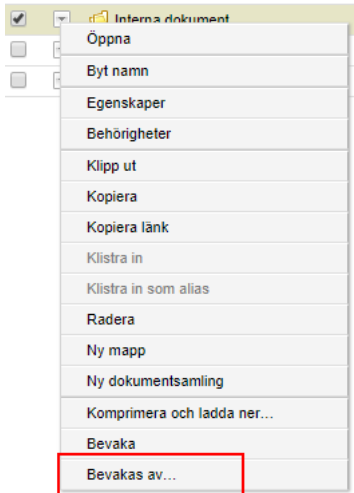 Interna dokument
Öppna
Byt namn
Egenskaper
Behörigheter
Klipp ut
Kopiera
Kopiera länk
Klistra in
Klistra in som alias
Radera
Ny mapp
Ny dokumentsamling
Komprimera och ladda ner...
Bevaka
Bevakas av...